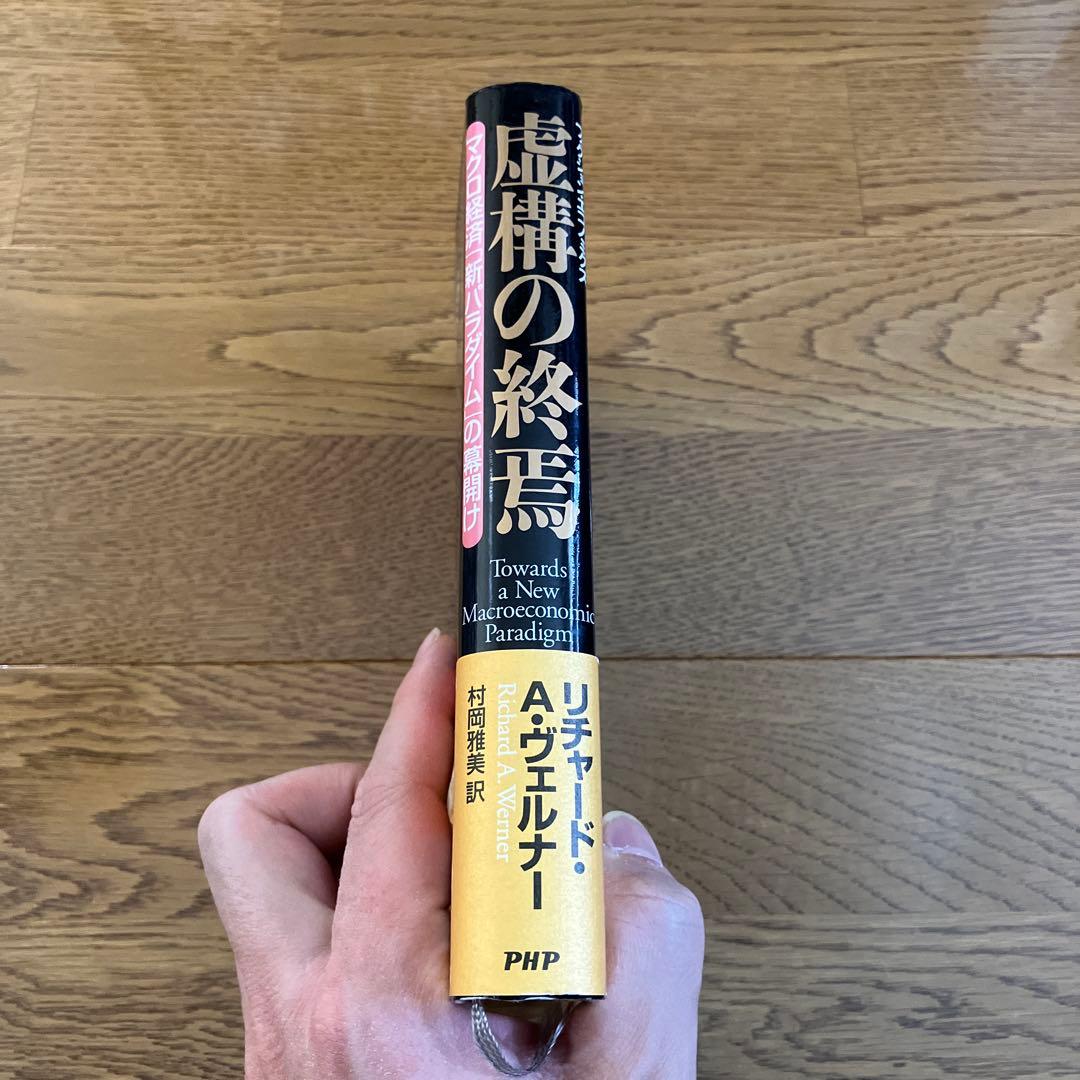 虚構の終焉
マクロ経済「新パラダイム」の幕開け
Towards
a New
Macroeconomic
Paradigm
リチャード・
A・ヴェルナー
Richard A. Werner
村岡雅美 訳
PHP